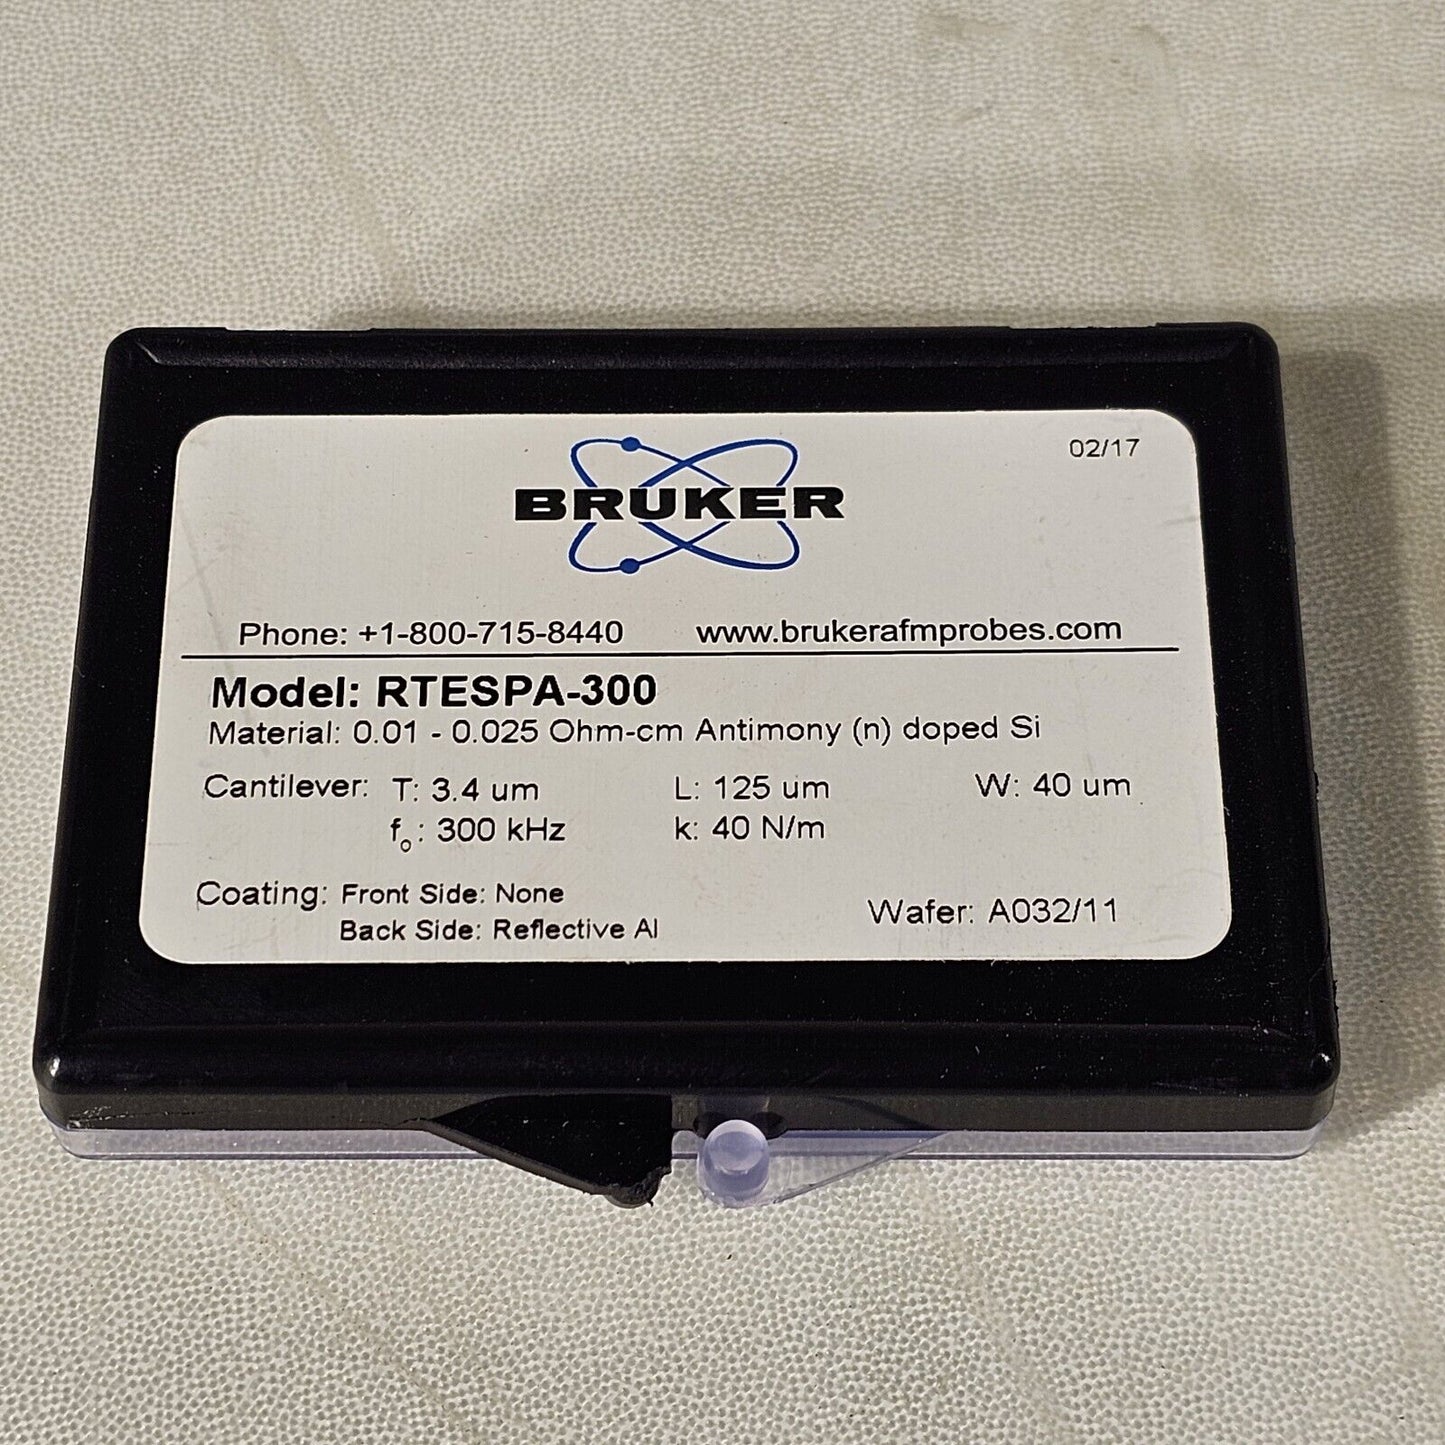 02/17
BRUKER
Phone: +1-800-715-8440 www.brukerafmprobes.com
Model: RTESPA-300
Material: 0.01 - 0.025 Ohm-cm Antimony (n) doped Si
Cantilever: T: 3.4 um L: 125 um W: 40 um
fo: 300 kHz k: 40 N/m
Coating: Front Side: None
Back Side: Reflective Al
Wafer: A032/11